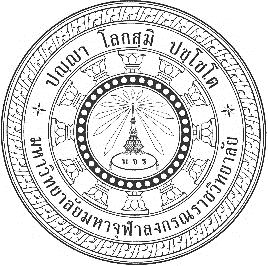 ปญฺญา โลกสฺมิ ปชฺโชโต
ม จ ร
มหาวิทยาลัยมหาจุฬาลงกรณราชวิทยาลัย